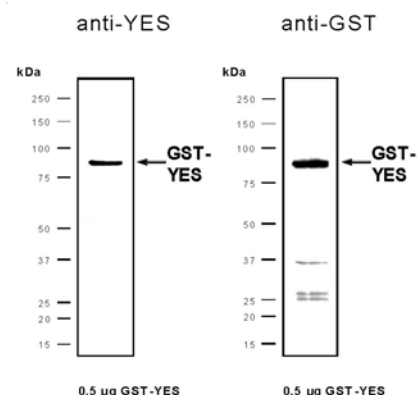 anti-YES
kDa
250
150
100
75
50
37
25
20
15
GST-
YES
0.5 µg GST-YES
anti-GST
kDa
250
150
100
75
50
37
25
20
15
GST-
YES
0.5 µg GST-YES